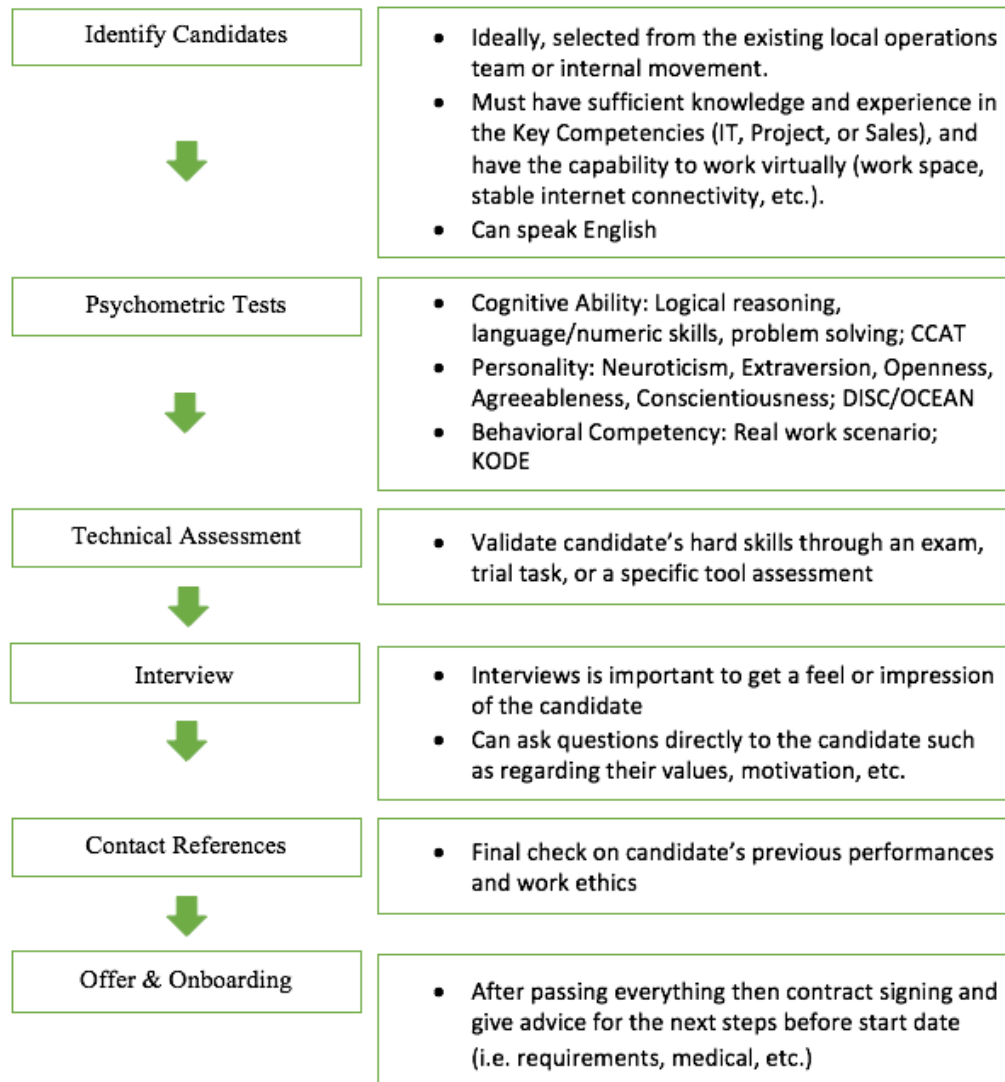 Identify Candidates
• Ideally, selected from the existing local operations
team or internal movement.
• Must have sufficient knowledge and experience in
the Key Competencies (IT, Project, or Sales), and
have the capability to work virtually (work space,
stable internet connectivity, etc.).
• Can speak English
Psychometric Tests
• Cognitive Ability: Logical reasoning,
language/numeric skills, problem solving; CCAT
• Personality: Neuroticism, Extraversion, Openness,
Agreeableness, Conscientiousness; DISC/OCEAN
• Behavioral Competency: Real work scenario;
KODE
Technical Assessment
• Validate candidate’s hard skills through an exam,
trial task, or a specific tool assessment
Interview
• Interviews is important to get a feel or impression
of the candidate
• Can ask questions directly to the candidate such
as regarding their values, motivation, etc.
Contact References
• Final check on candidate’s previous performances
and work ethics
Offer & Onboarding
• After passing everything then contract signing and
give advice for the next steps before start date
(i.e. requirements, medical, etc.)